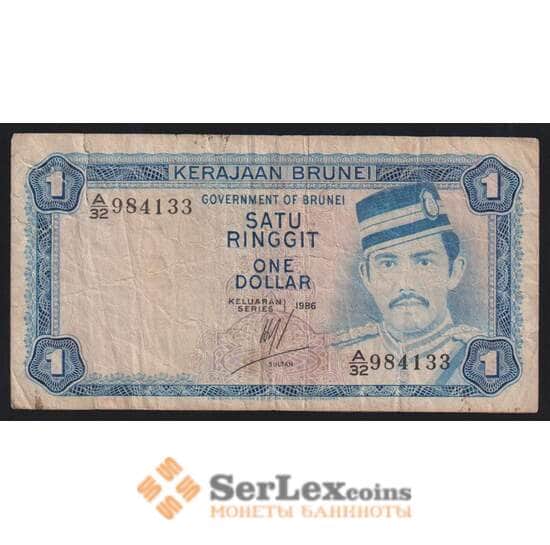 1
KERAJAAN BRUNEI
1
A/32 984133
GOVERNMENT OF BRUNEI
SATU
RINGGIT
ONE
DOLLAR
KELUARAN
SERIES 1986
SULTAN
A/32 984133
1
1
SerLexcoins
МОНЕТЫ БАНКНОТЫ